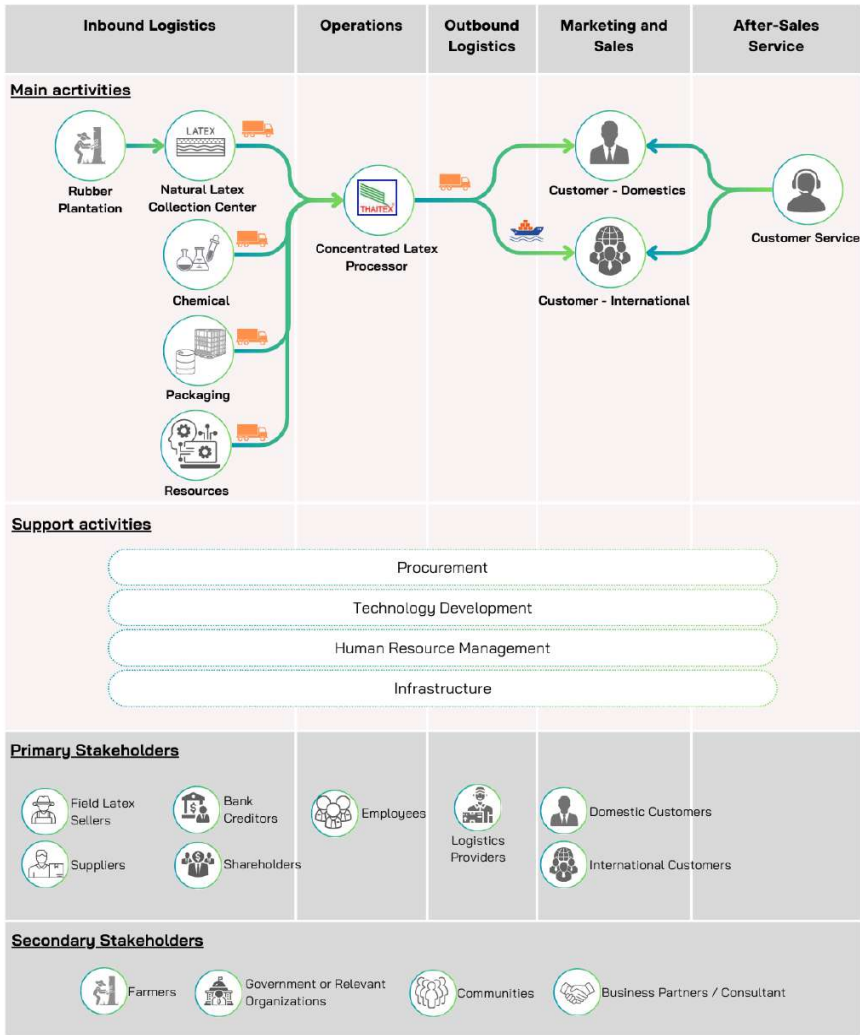 Inbound Logistics
Operations
Outbound
Logistics
Marketing and
Sales
After-Sales
Service
Main acrtivities
LATEX
Rubber
Plantation
Natural Latex
Collection Center
THAITEX
Concentrated Latex
Processor
Customer - Domestics
Customer Service
Chemical
Customer - International
Packaging
Resources
Support activities
Procurement
Technology Development
Human Resource Management
Infrastructure
Primary Stakeholders
Field Latex
Sellers
Bank
Creditors
Employees
Logistics
Providers
Domestic Customers
Suppliers
Shareholders
International Customers
Secondary Stakeholders
Farmers
Government or Relevant
Organizations
Communities
Business Partners / Consultant